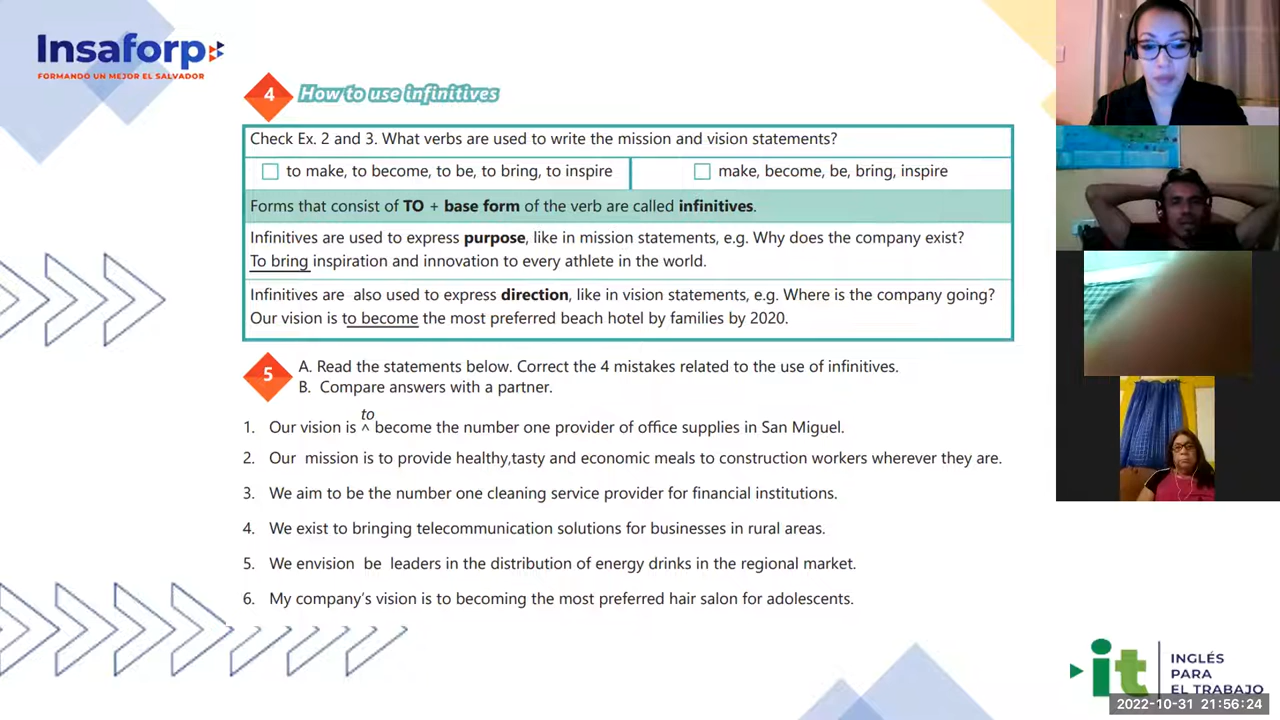 Insaforp
FORMANDO UN MEJOR EL SALVADOR
4 How to use infinitives
Check Ex. 2 and 3. What verbs are used to write the mission and vision statements?
to make, to become, to be, to bring, to inspire
make, become, be, bring, inspire
Forms that consist of TO + base form of the verb are called infinitives.
Infinitives are used to express purpose, like in mission statements, e.g. Why does the company exist?
To bring inspiration and innovation to every athlete in the world.
Infinitives are also used to express direction, like in vision statements, e.g. Where is the company going?
Our vision is to become the most preferred beach hotel by families by 2020.
5 A. Read the statements below. Correct the 4 mistakes related to the use of infinitives.
B. Compare answers with a partner.
to
1. Our vision is ^ become the number one provider of office supplies in San Miguel.
2. Our mission is to provide healthy,tasty and economic meals to construction workers wherever they are.
3. We aim to be the number one cleaning service provider for financial institutions.
4. We exist to bringing telecommunication solutions for businesses in rural areas.
5. We envision be leaders in the distribution of energy drinks in the regional market.
6. My company's vision is to becoming the most preferred hair salon for adolescents.
it
INGLÉS
PARA
EL TRABAJO
2022-10-31 21:56:24